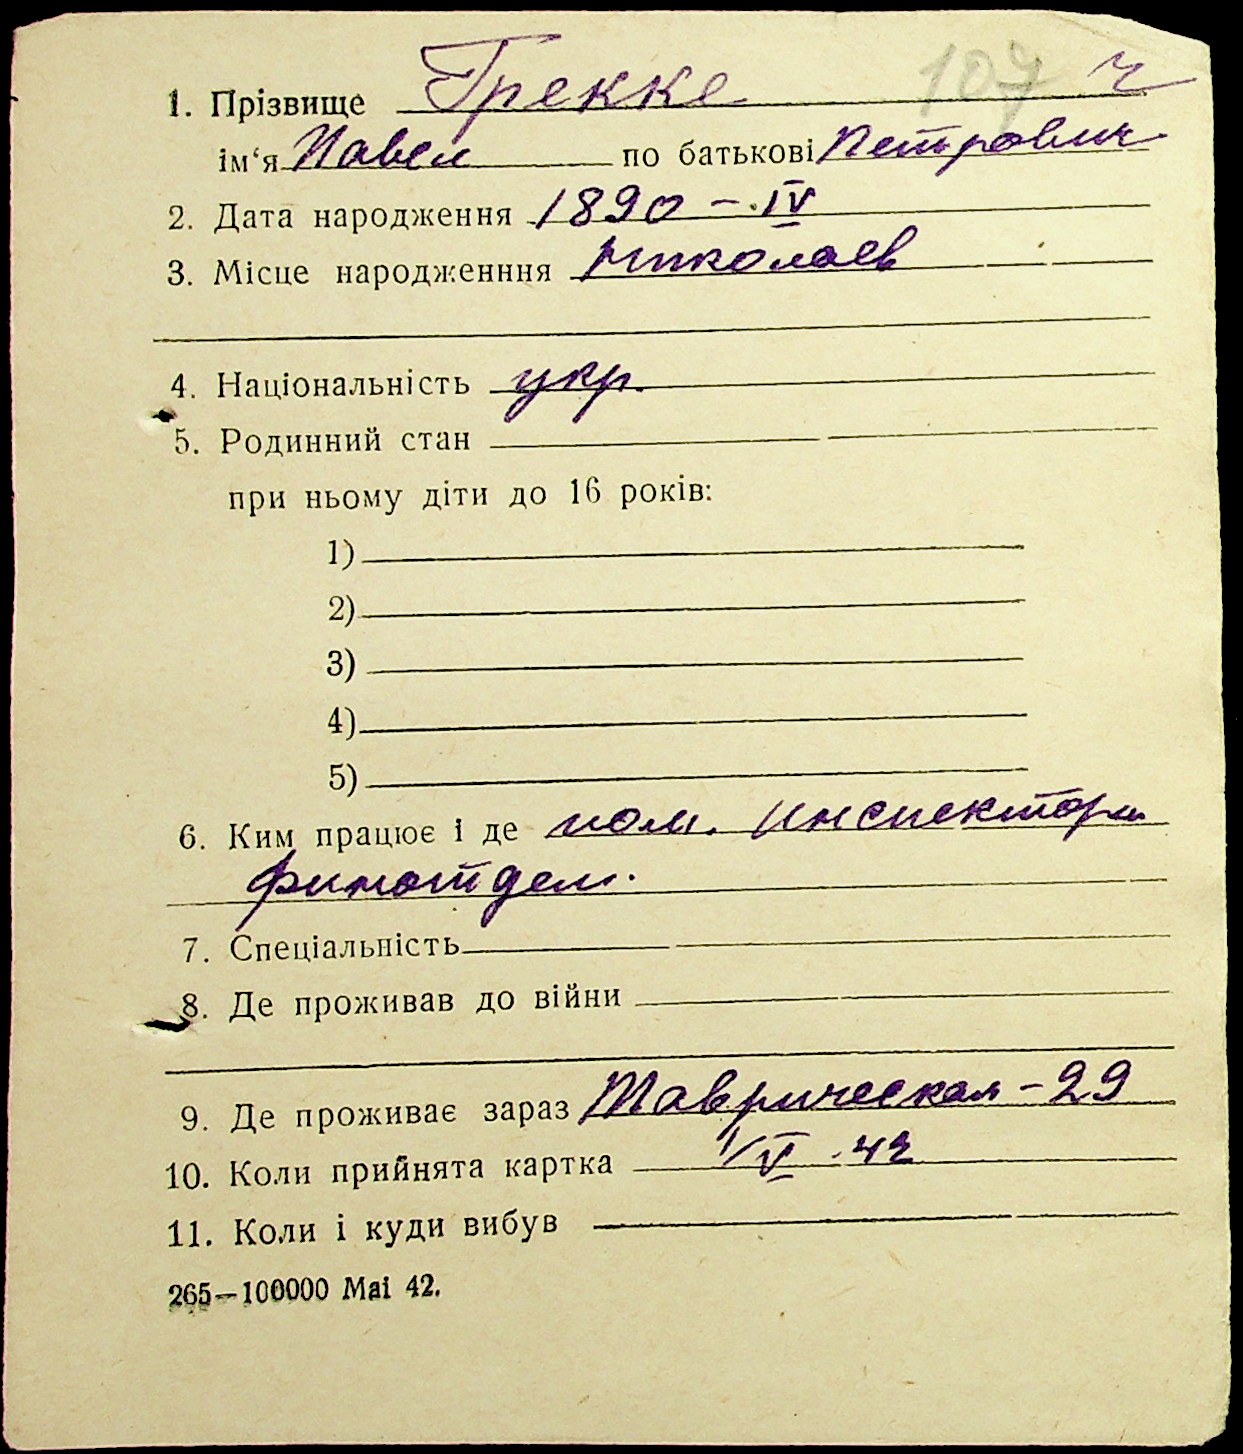 107 ч
1. Прізвище Грекке
ім‘я Павел по батькові Петрович
2. Дата народження 1890 – IV
3. Місце народженння Николаев
4. Національність укр.
5. Родинний стан
при ньому діти до 16 років:
1)
2)
3)
4)
5)
6. Ким працює і де пом. инспектора
финотдел.
7. Спеціальність
8. Де проживав до війни
9. Де проживає зараз Таврическая – 29
10. Коли прийнята картка 1/V .42
11. Коли і куди вибув
265—100000 Mai 42.